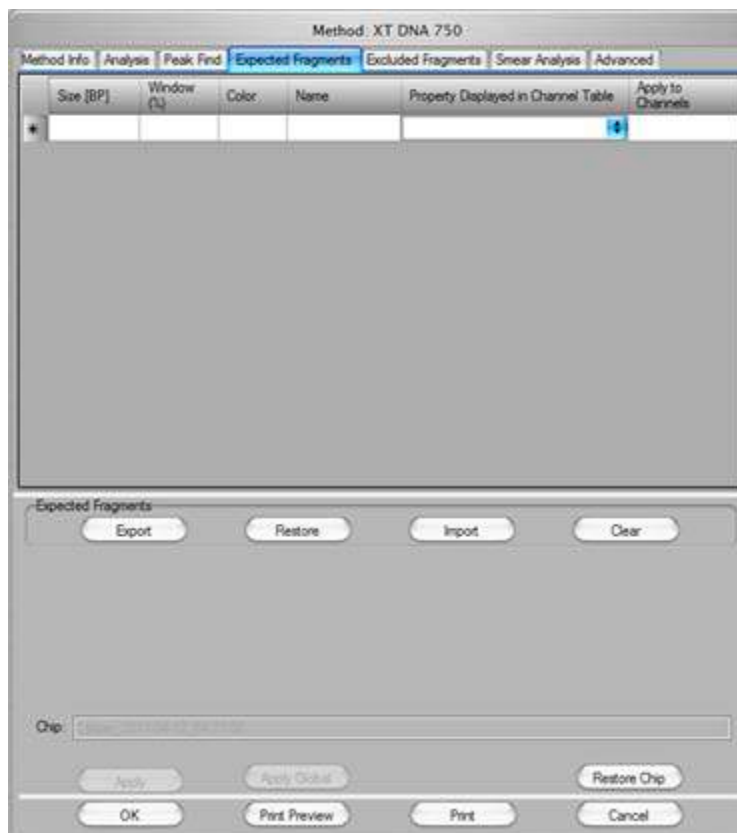 Method: XT DNA 750
Method Info Analysis Peak Find Expected Fragments Excluded Fragments Smear Analysis Advanced
Size [BP] Window (%) Color Name Property Displayed in Channel Table Apply to Channels
Expected Fragments
Export Restore Import Clear
Chip:
Apply Apply Global Restore Chip
OK Print Preview Print Cancel